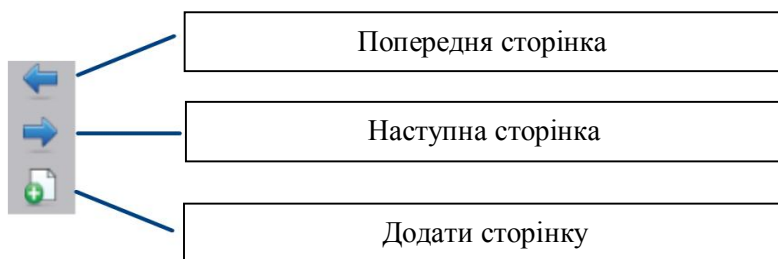 Попередня сторінка
Наступна сторінка
Додати сторінку